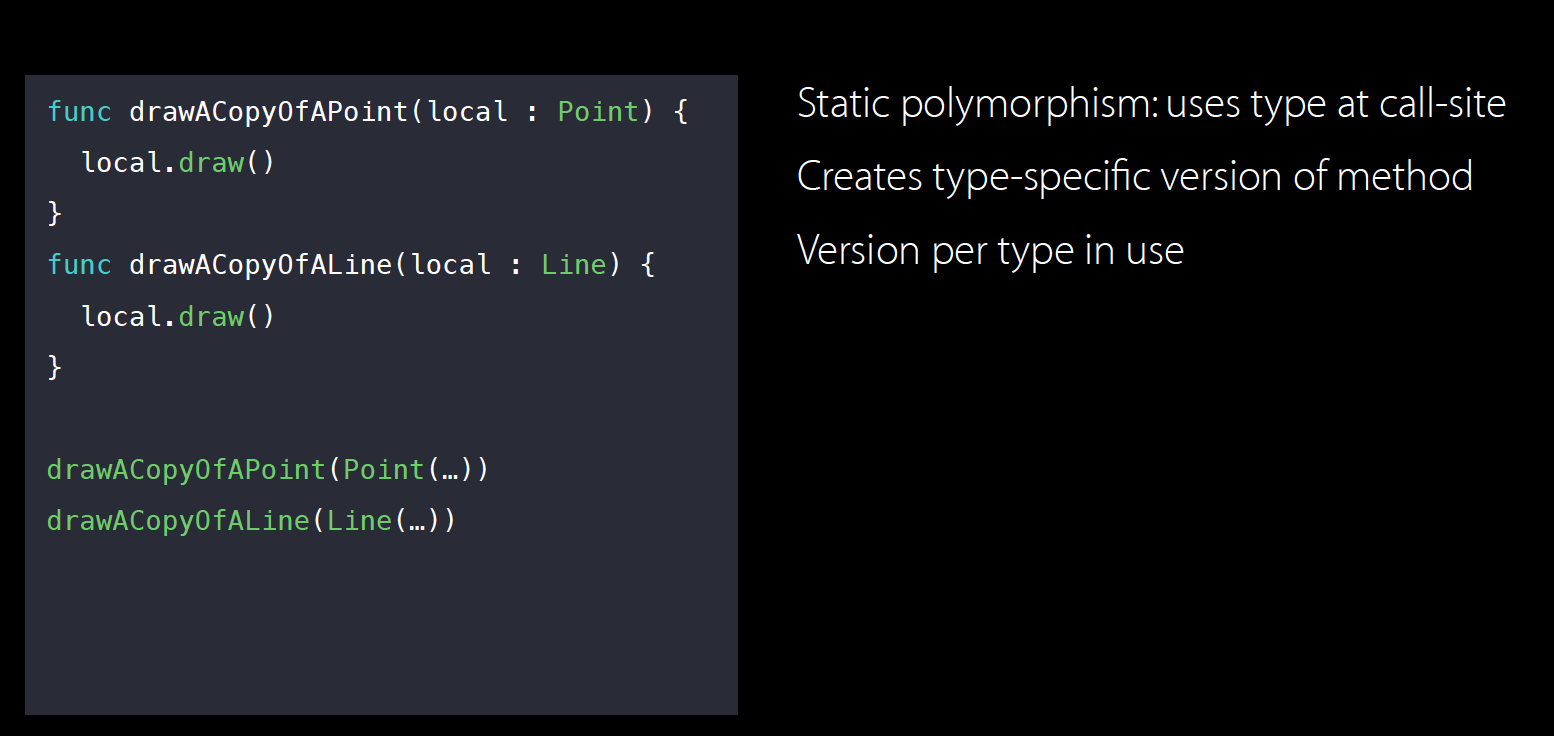 func drawACopyOfAPoint(local : Point) {
  local.draw()
}
func drawACopyOfALine(local : Line) {
  local.draw()
}
drawACopyOfAPoint(Point(…))
drawACopyOfALine(Line(…))
Static polymorphism: uses type at call-site
Creates type-specific version of method
Version per type in use